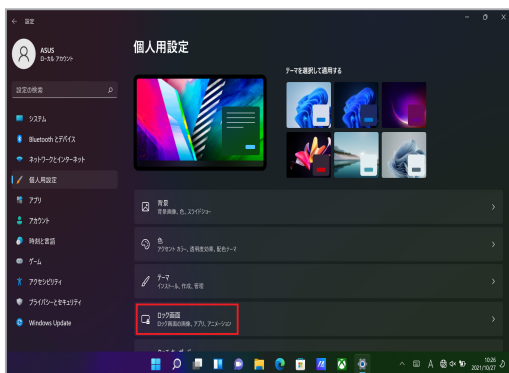 設定
個人用設定
ASUS
ローカル アカウント
設定の検索
テーマを選択して適用する
システム
Bluetooth とデバイス
ネットワークとインターネット
個人用設定
アプリ
アカウント
時刻と言語
ゲーム
アクセシビリティ
プライバシーとセキュリティ
Windows Update
背景
背景画像、色、スライドショー
色
アクセント カラー、透明度効果、配色テーマ
テーマ
インストール、作成、管理
ロック画面
ロック画面の画像、アプリ、アニメーション
A
10:26
2021/10/27